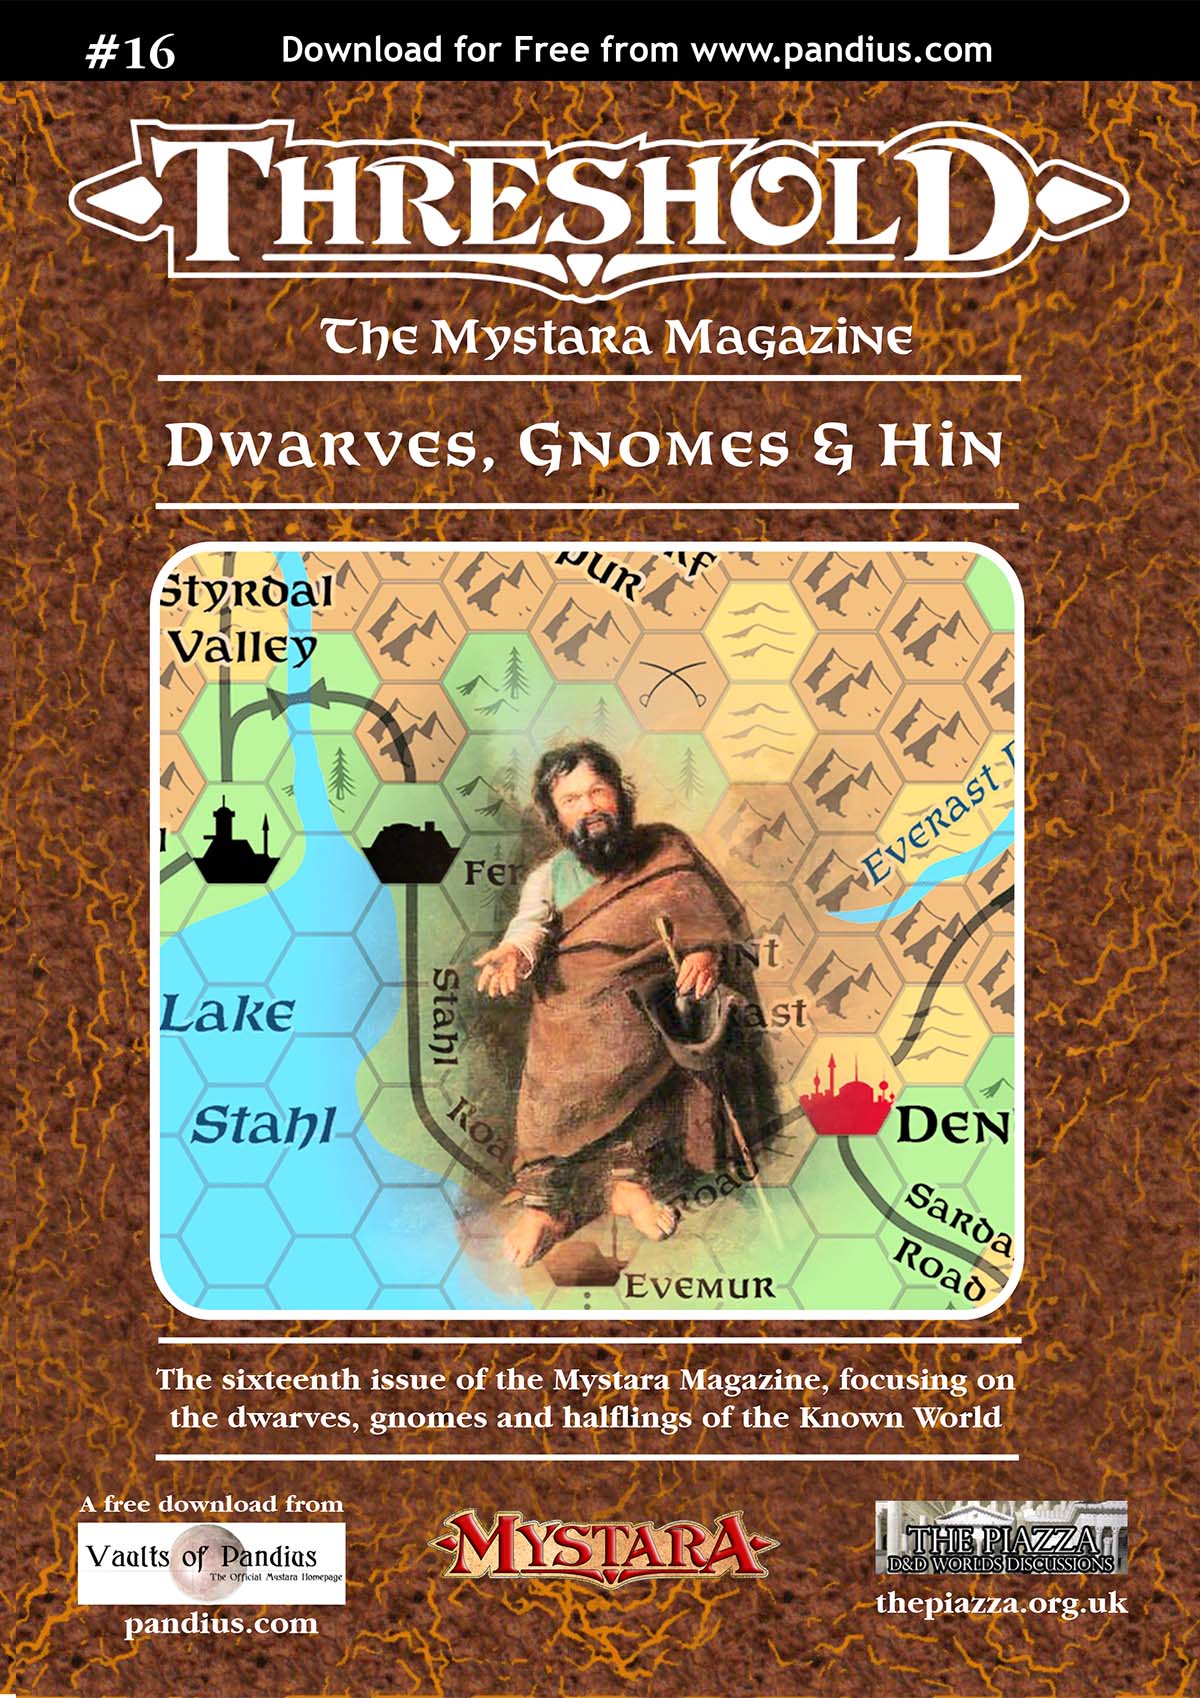 #16
Download for Free from www.pandius.com
THRESHOLD
The Mystara Magazine
Dwarves, Gnomes & Hin
Styrdal
Valley
Lake
Stahl
Stahl
Road
Everast
DEN
Sarda
Road
Evemur
The sixteenth issue of the Mystara Magazine, focusing on
the dwarves, gnomes and halflings of the Known World
A free download from
Vaults of Pandius
The Official Mystara Homepage
pandius.com
MYSTARA
THE PIAZZA
D&D WORLDS DISCUSSIONS
thepiazza.org.uk